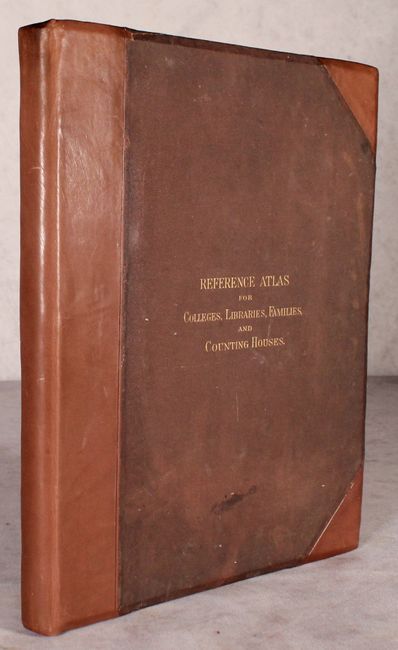 REFERENCE ATLAS
FOR
COLLEGES, LIBRARIES, FAMILIES,
AND
COUNTING HOUSES.